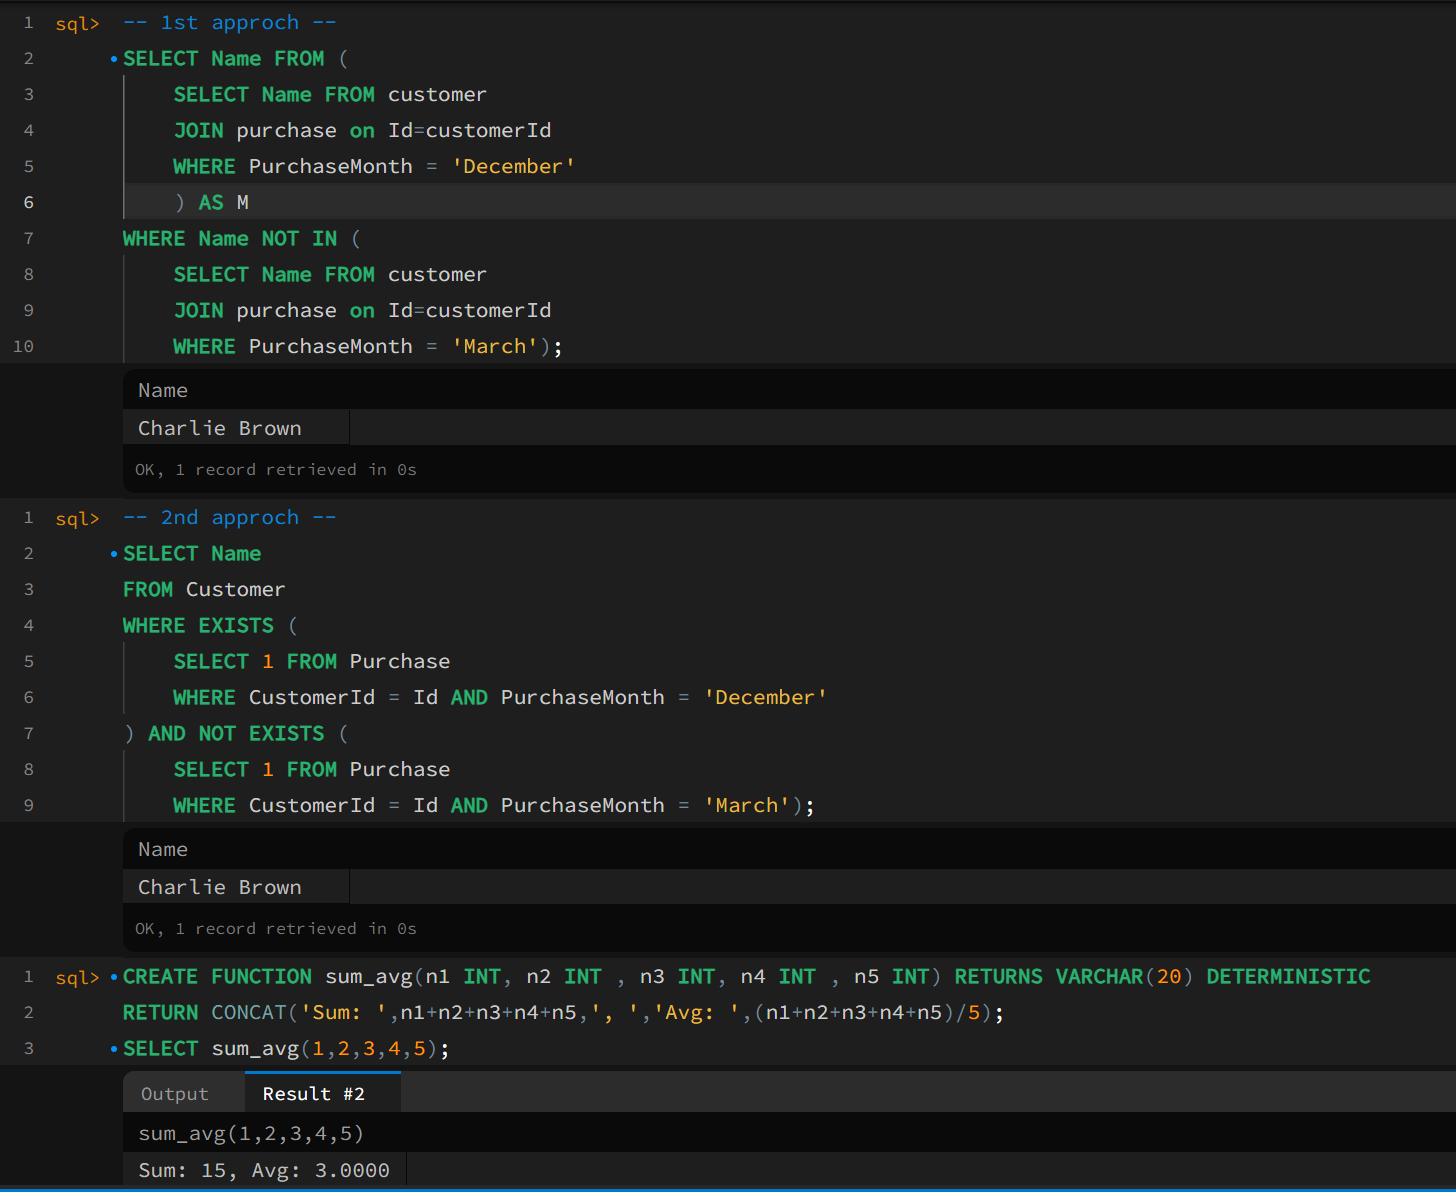 1 sql> -- 1st approch --
2 SELECT Name FROM (
3 SELECT Name FROM customer
4 JOIN purchase on Id=customerId
5 WHERE PurchaseMonth = 'December'
6 ) AS M
7 WHERE Name NOT IN (
8 SELECT Name FROM customer
9 JOIN purchase on Id=customerId
10 WHERE PurchaseMonth = 'March');
Name
Charlie Brown
OK, 1 record retrieved in 0s
1 sql> -- 2nd approch --
2 SELECT Name
3 FROM Customer
4 WHERE EXISTS (
5 SELECT 1 FROM Purchase
6 WHERE CustomerId = Id AND PurchaseMonth = 'December'
7 ) AND NOT EXISTS (
8 SELECT 1 FROM Purchase
9 WHERE CustomerId = Id AND PurchaseMonth = 'March');
Name
Charlie Brown
OK, 1 record retrieved in 0s
1 sql> CREATE FUNCTION sum_avg(n1 INT, n2 INT , n3 INT, n4 INT , n5 INT) RETURNS VARCHAR(20) DETERMINISTIC
2 RETURN CONCAT('Sum: ',n1+n2+n3+n4+n5,', ','Avg: ',(n1+n2+n3+n4+n5)/5);
3 SELECT sum_avg(1,2,3,4,5);
Output Result #2
sum_avg(1,2,3,4,5)
Sum: 15, Avg: 3.0000